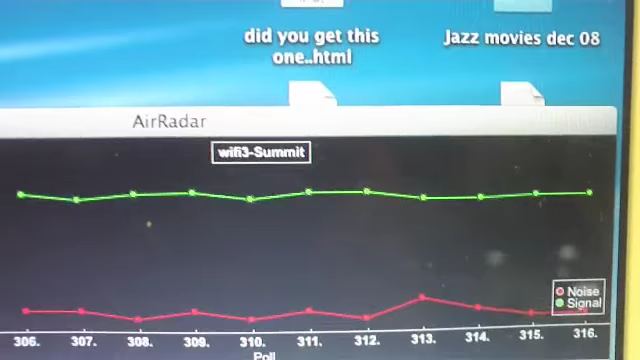 did you get this
one..html
Jazz movies dec 08
AirRadar
wifi3-Summit
Noise
Signal
306. 307. 308. 309. 310. 311. 312. 313. 314. 315. 316.
Poll